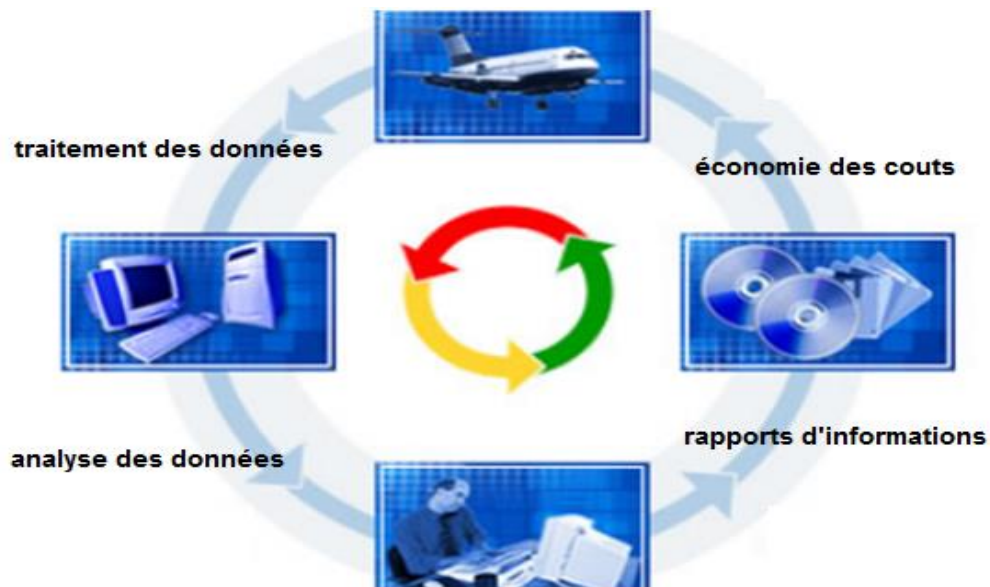 traitement des données
économie des couts
analyse des données
rapports d'informations